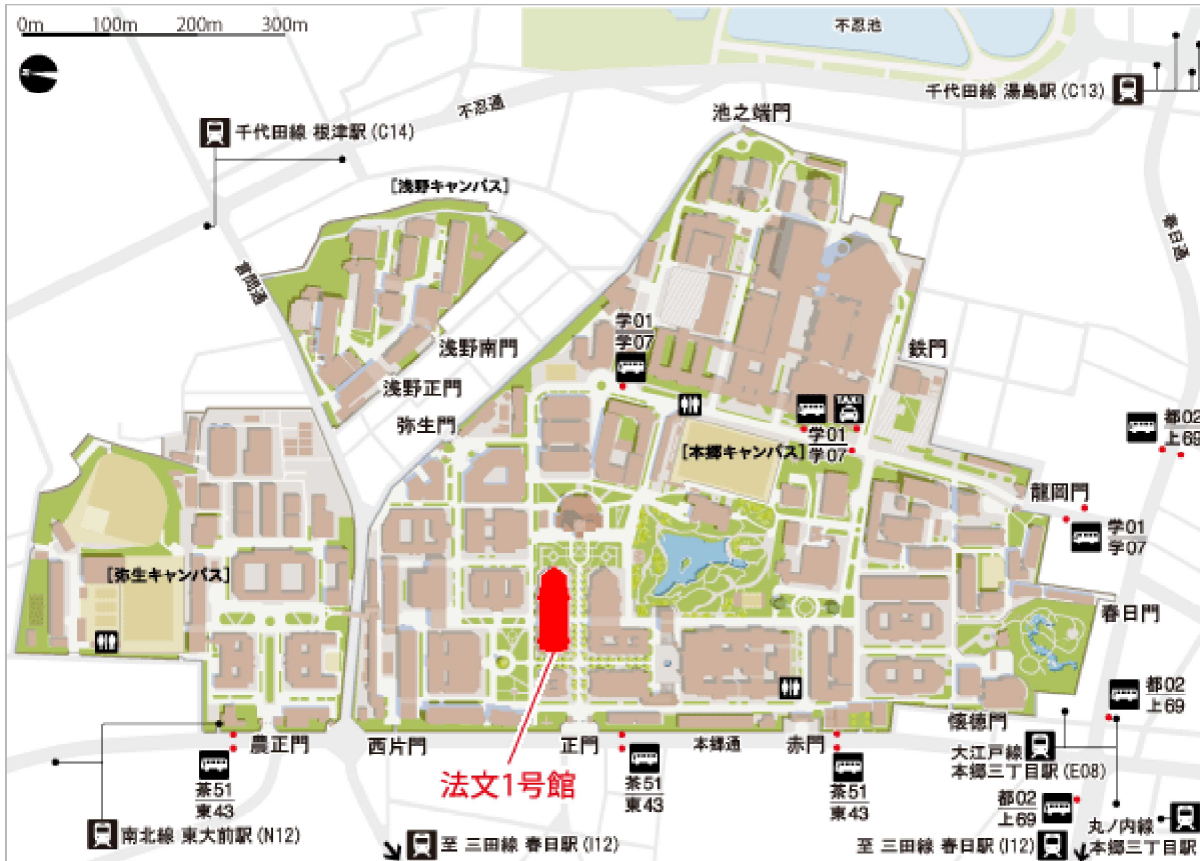 0m 100m 200m 300m
不忍池
千代田線 湯島駅 (C13)
不忍通
池之端門
千代田線 根津駅 (C14)
[浅野キャンパス]
春日通
言問通
学01
学07
浅野南門
鉄門
浅野正門
TAXI
都02
上69
弥生門
学01
学07
[本郷キャンパス]
龍岡門
学01
学07
[弥生キャンパス]
春日門
都02
上69
懐徳門
農正門
西片門
正門
本郷通
赤門
大江戸線
本郷三丁目駅 (E08)
法文1号館
茶51
東43
茶51
東43
茶51
東43
都02
上69
丸ノ内線
本郷三丁目駅
南北線 東大前駅 (N12)
至 三田線 春日駅 (I12)
至 三田線 春日駅 (I12)